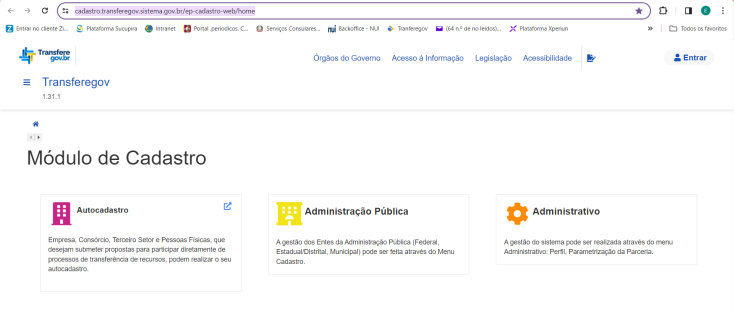 cadastro.transferegov.sistema.gov.br/ep-cadastro-web/home
Entrar no cliente Zi... Plataforma Sucupira Intranet Portal .periodicos. C... Serviços Consulares... Backoffice - NUI Tranferegov (64 n.º de no leídos)... Plataforma Xperiun » Todos os favoritos
Transfere
gov.br
Órgãos do Governo Acesso à Informação Legislação Acessibilidade Entrar
Transferegov
1.31.1
Módulo de Cadastro
Autocadastro
Empresa, Consórcio, Terceiro Setor e Pessoas Físicas, que
desejam submeter propostas para participar diretamente de
processos de transferência de recursos, podem realizar o seu
autocadastro.
Administração Pública
A gestão dos Entes da Administração Pública (Federal,
Estadual/Distrital, Municipal) pode ser feita através do Menu
Cadastro.
Administrativo
A gestão do sistema pode ser realizada através do menu
Administrativo: Perfil, Parametrização da Parceria.